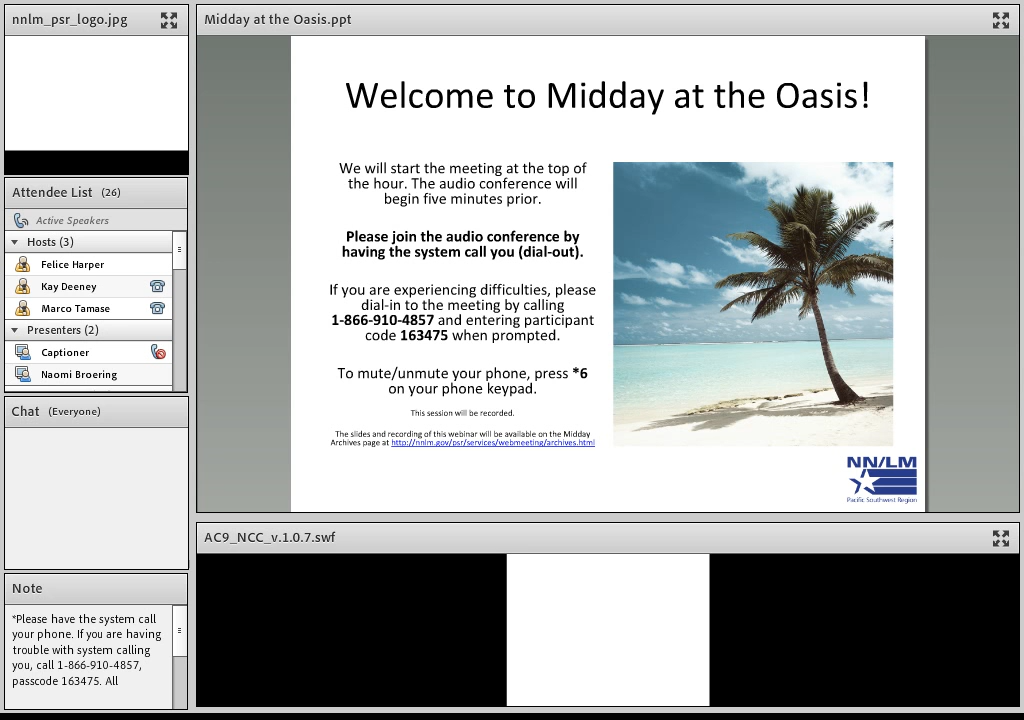 nnlm_psr_logo.jpg
Attendee List (26)
Active Speakers
Hosts (3)
Felice Harper
Kay Deeney
Marco Tamase
Presenters (2)
Captioner
Naomi Broering
Chat (Everyone)
Note
*Please have the system call
your phone. If you are having
trouble with system calling
you, call 1-866-910-4857,
passcode 163475. All
Midday at the Oasis.ppt
Welcome to Midday at the Oasis!
We will start the meeting at the top of
the hour. The audio conference will
begin five minutes prior.
Please join the audio conference by
having the system call you (dial-out).
If you are experiencing difficulties, please
dial-in to the meeting by calling
1-866-910-4857 and entering participant
code 163475 when prompted.
To mute/unmute your phone, press *6
on your phone keypad.
This session will be recorded.
The slides and recording of this webinar will be available on the Midday
Archives page at http://nnlm.gov/psr/services/webmeeting/archives.html
NN/LM
Pacific Southwest Region
AC9_NCC_v.1.0.7.swf